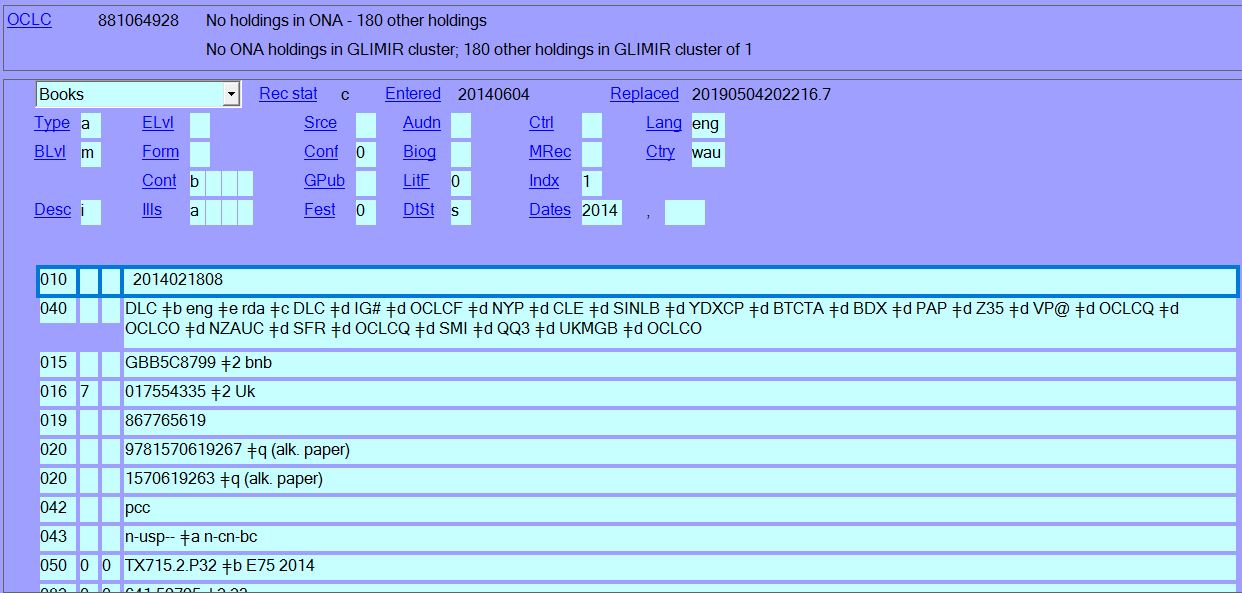 OCLC 881064928 No holdings in ONA - 180 other holdings
No ONA holdings in GLIMIR cluster; 180 other holdings in GLIMIR cluster of 1
Books Rec stat c Entered 20140604 Replaced 20190504202216.7
Type a ELvl Srce Audn Ctrl Lang eng
BLvl m Form Conf 0 Biog MRec Ctry wau
Cont b GPub LitF 0 Indx 1
Desc i Ills a Fest 0 DtSt s Dates 2014 ,
010 2014021808
040 DLC ǂb eng ǂe rda ǂc DLC ǂd IG# ǂd OCLCF ǂd NYP ǂd CLE ǂd SINLB ǂd YDXCP ǂd BTCTA ǂd BDX ǂd PAP ǂd Z35 ǂd VP@ ǂd OCLCQ ǂd
OCLCO ǂd NZAUC ǂd SFR ǂd OCLCQ ǂd SMI ǂd QQ3 ǂd UKMGB ǂd OCLCO
015 GBB5C8799 ǂ2 bnb
016 7 017554335 ǂ2 Uk
019 867765619
020 9781570619267 ǂq (alk. paper)
020 1570619263 ǂq (alk. paper)
042 pcc
043 n-usp-- ǂa n-cn-bc
050 0 0 TX715.2.P32 ǂb E75 2014